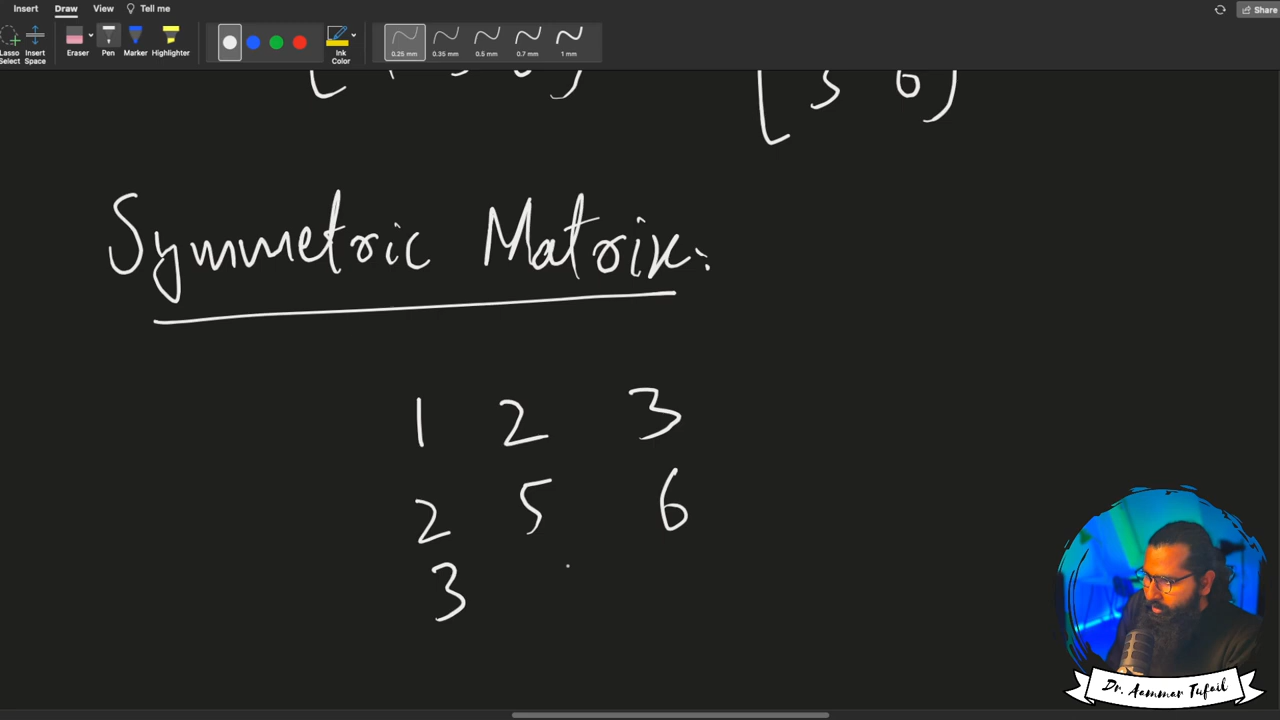 Insert Draw View Tell me Share
Lasso Select Insert Space Eraser Pen Marker Highlighter Ink Color 0.25 mm 0.35 mm 0.5 mm 0.7 mm 1 mm
3 6
Symmetric Matrix:
1 2 3
2 5 6
3
Dr. Aammar Tufail